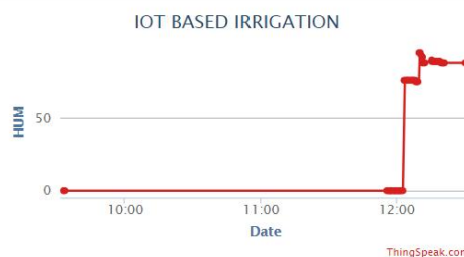 IOT BASED IRRIGATION
HUM
50
0
10:00
11:00
12:00
Date
ThingSpeak.com